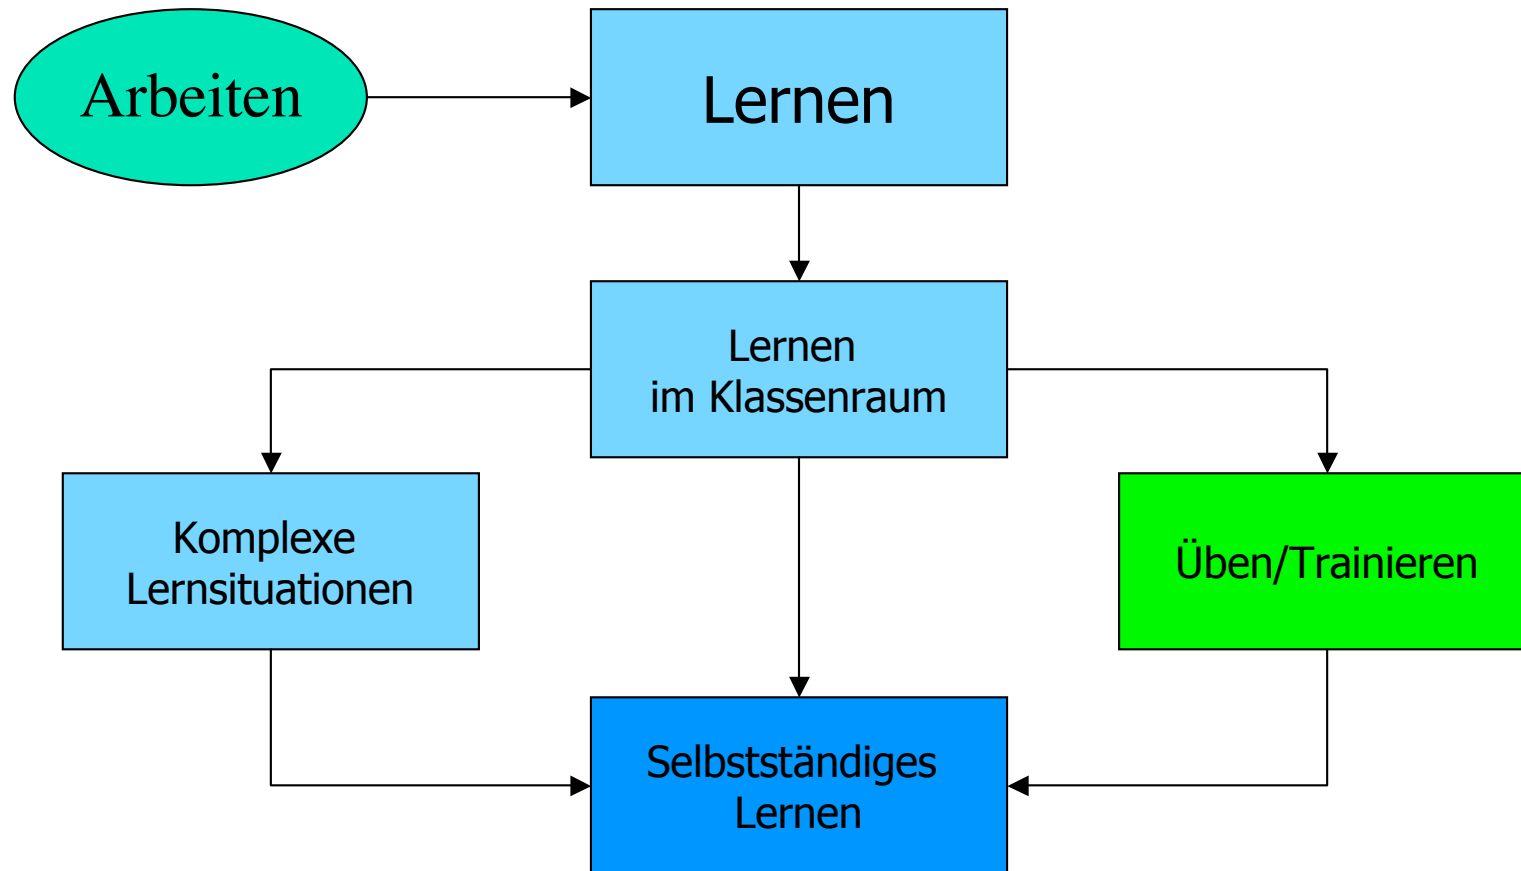 Arbeiten
Lernen
Lernen
im Klassenraum
Komplexe
Lernsituationen
Üben/Trainieren
Selbstständiges
Lernen